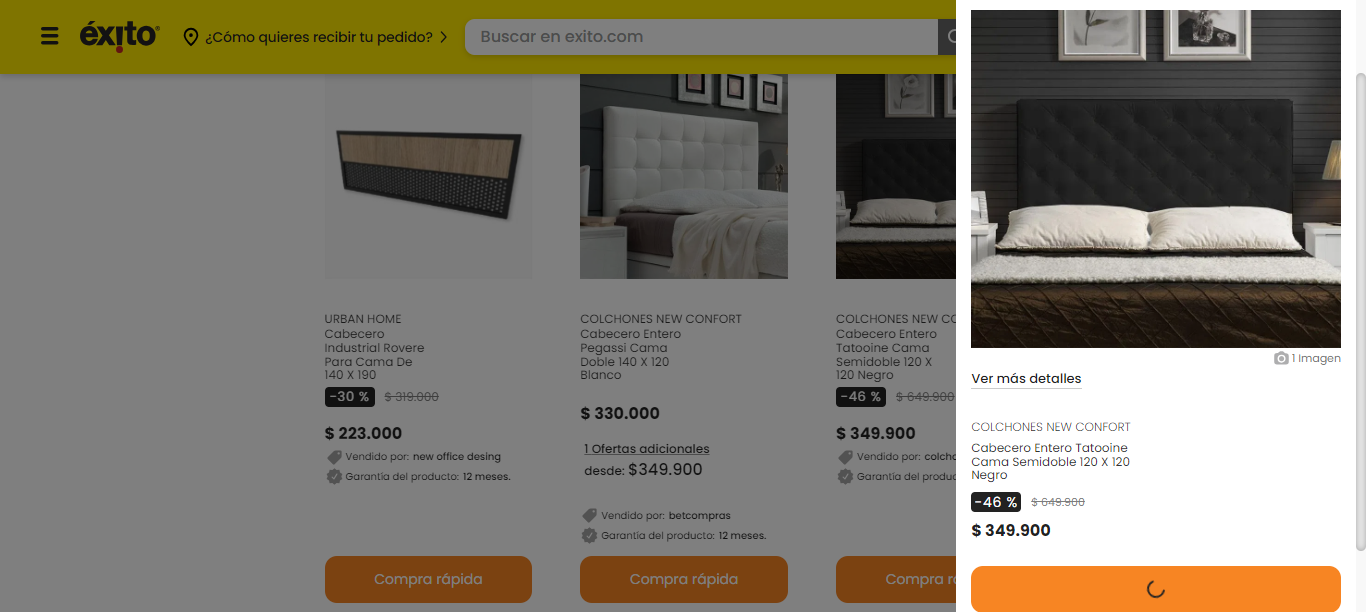 éxito
¿Cómo quieres recibir tu pedido?
Buscar en exito.com
URBAN HOME
Cabecero
Industrial Rovere
Para Cama De
140 X 190
-30 % $ 319.000
$ 223.000
Vendido por: new office desing
Garantía del producto: 12 meses.
Compra rápida
COLCHONES NEW CONFORT
Cabecero Entero
Pegassi Cama
Doble 140 X 120
Blanco
$ 330.000
1 Ofertas adicionales
desde: $349.900
Vendido por: betcompras
Garantía del producto: 12 meses.
Compra rápida
COLCHONES NEW C
Cabecero Entero
Tatooine Cama
Semidoble 120 X
120 Negro
-46 % $ 649.900
$ 349.900
Vendido por: colcho
Garantía del produc
Compra rá
1 Imagen
Ver más detalles
COLCHONES NEW CONFORT
Cabecero Entero Tatooine
Cama Semidoble 120 X 120
Negro
-46 % $ 649.900
$ 349.900